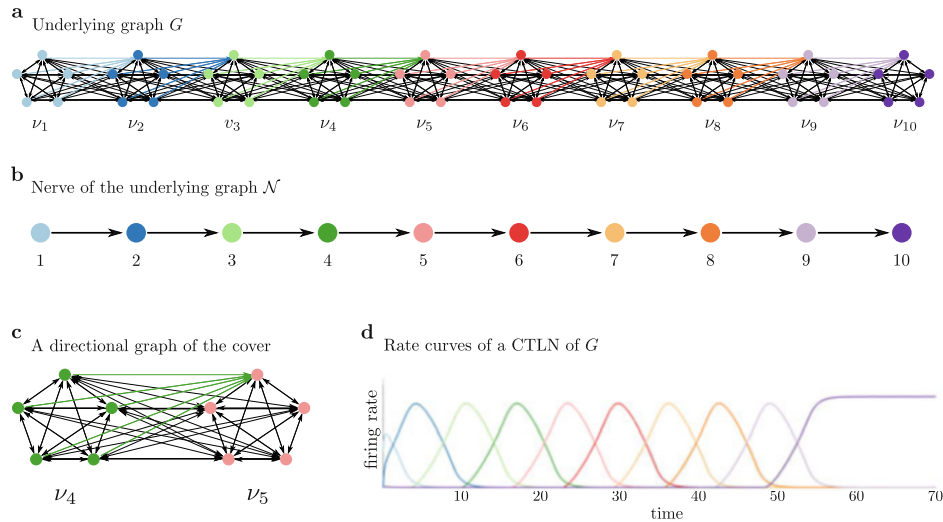 a
Underlying graph G
ν1 ν2 v3 ν4 ν5 ν6 ν7 ν8 ν9 ν10
b
Nerve of the underlying graph 𝒩
1 2 3 4 5 6 7 8 9 10
c
A directional graph of the cover
ν4 ν5
d
Rate curves of a CTLN of G
firing rate
10 20 30 40 50 60 70
time